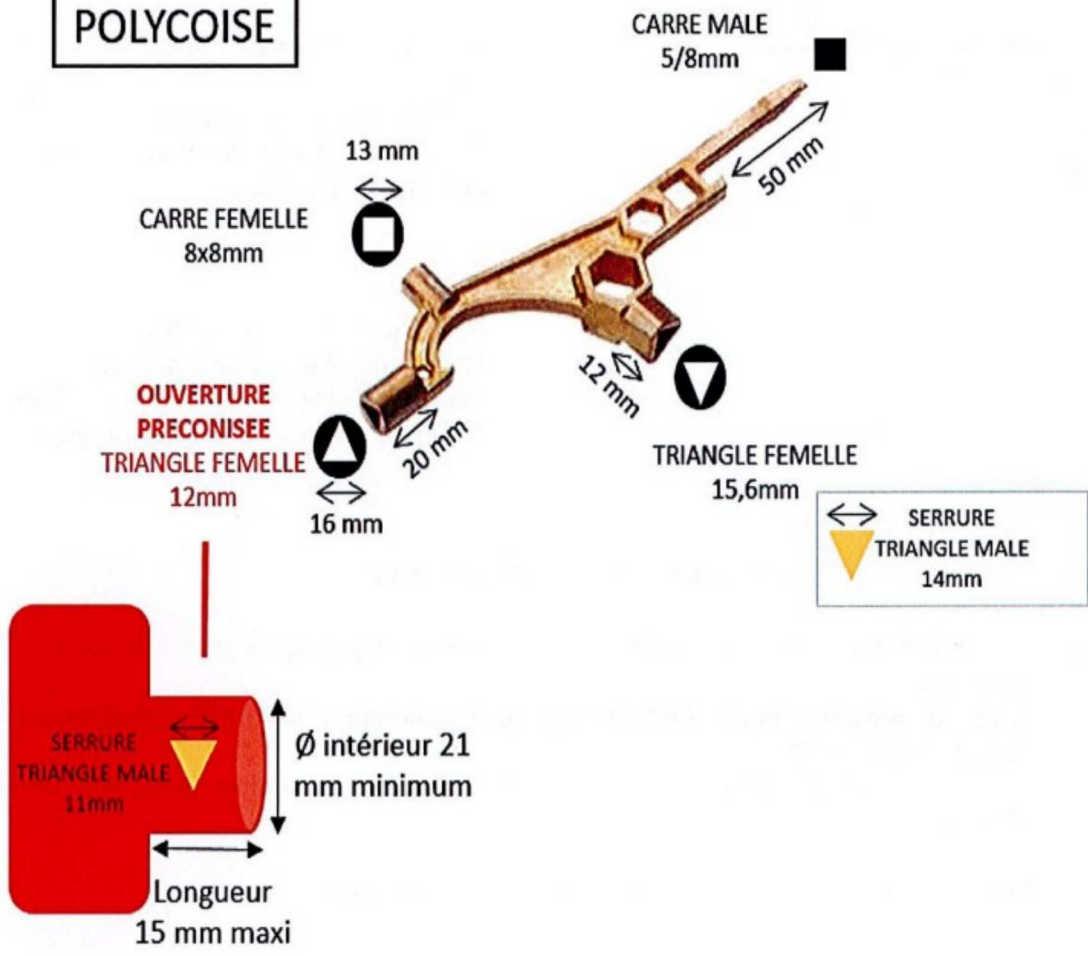 POLYCOISE
CARRE MALE
5/8mm
50 mm
13 mm
CARRE FEMELLE
8x8mm
12 mm
20 mm
OUVERTURE
PRECONISEE
TRIANGLE FEMELLE
12mm
16 mm
TRIANGLE FEMELLE
15,6mm
SERRURE
TRIANGLE MALE
14mm
SERRURE
TRIANGLE MALE
11mm
Ø intérieur 21
mm minimum
Longueur
15 mm maxi